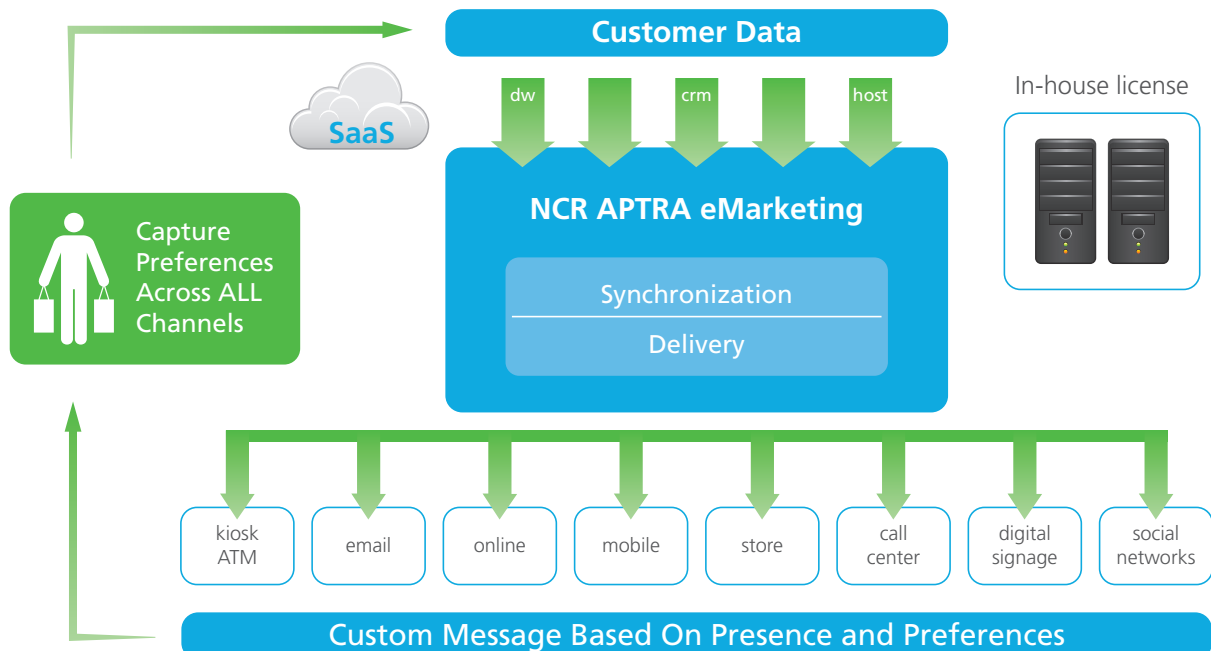 Customer Data
dw
crm
host
SaaS
In-house license
NCR APTRA eMarketing
Synchronization
Delivery
Capture
Preferences
Across ALL
Channels
kiosk
ATM
email
online
mobile
store
call
center
digital
signage
social
networks
Custom Message Based On Presence and Preferences